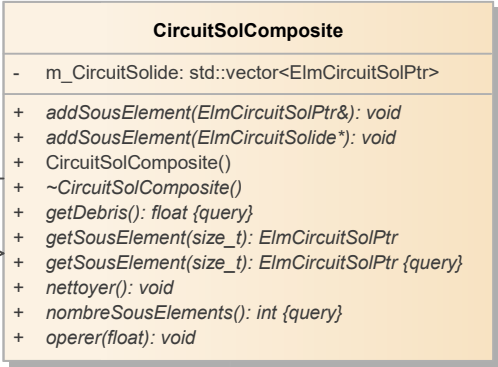 CircuitSolComposite
- m_CircuitSolide: std::vector<ElmCircuitSolPtr>
+ addSousElement(ElmCircuitSolPtr&): void
+ addSousElement(ElmCircuitSolide*): void
+ CircuitSolComposite()
+ ~CircuitSolComposite()
+ getDebris(): float {query}
+ getSousElement(size_t): ElmCircuitSolPtr
+ getSousElement(size_t): ElmCircuitSolPtr {query}
+ nettoyer(): void
+ nombreSousElements(): int {query}
+ operer(float): void